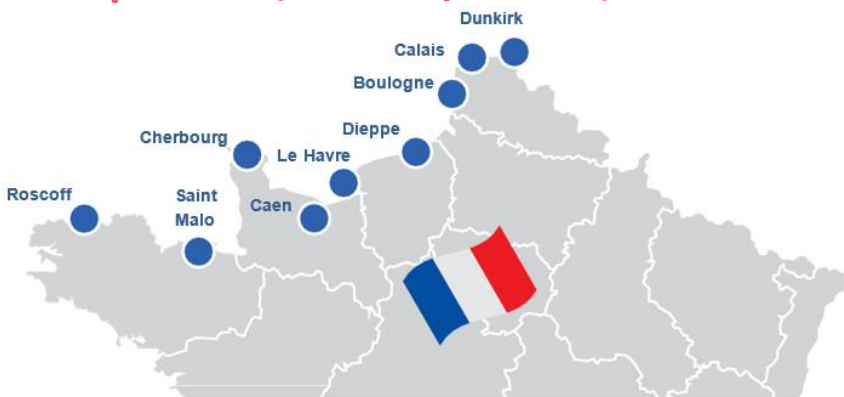 Dunkirk
Calais
Boulogne
Dieppe
Cherbourg
Le Havre
Roscoff
Saint
Malo
Caen